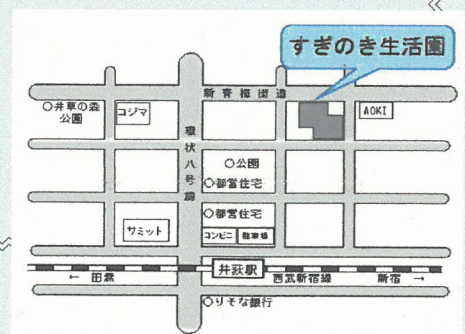 すぎのき生活園
新青梅街道
○井草の森
公園
コジマ
AOKI
環状八号線
○公園
○都営住宅
○都営住宅
サミット
コンビニ
駐車場
井荻駅
← 田無
西武新宿線
新宿 →
○りそな銀行